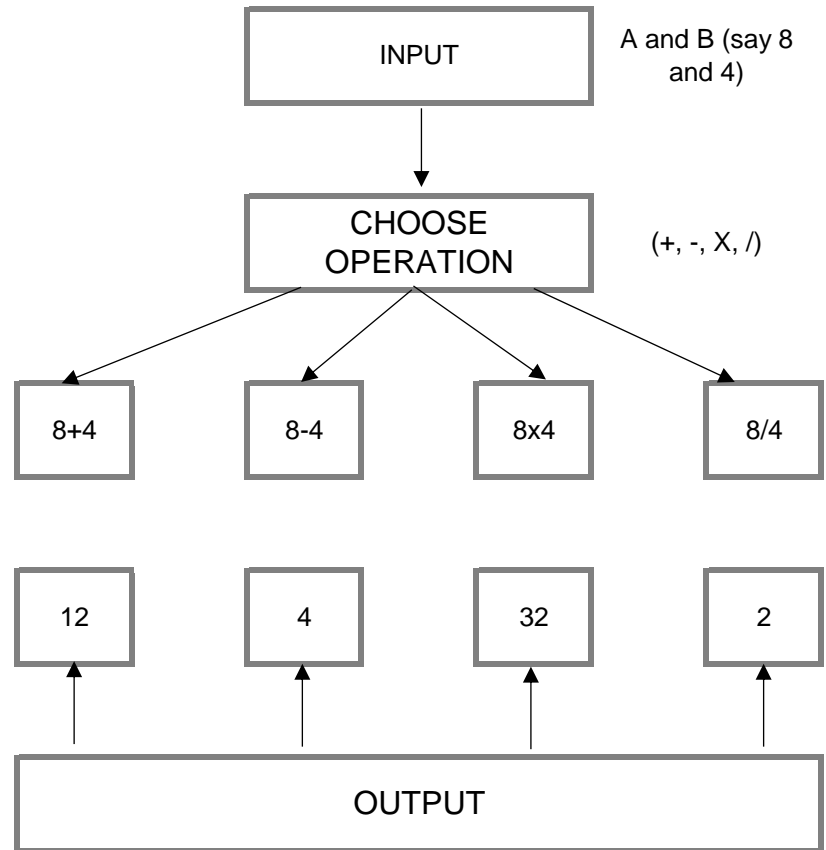 INPUT
A and B (say 8
and 4)
CHOOSE
OPERATION
(+, -, X, /)
8+4
8-4
8x4
8/4
12
4
32
2
OUTPUT